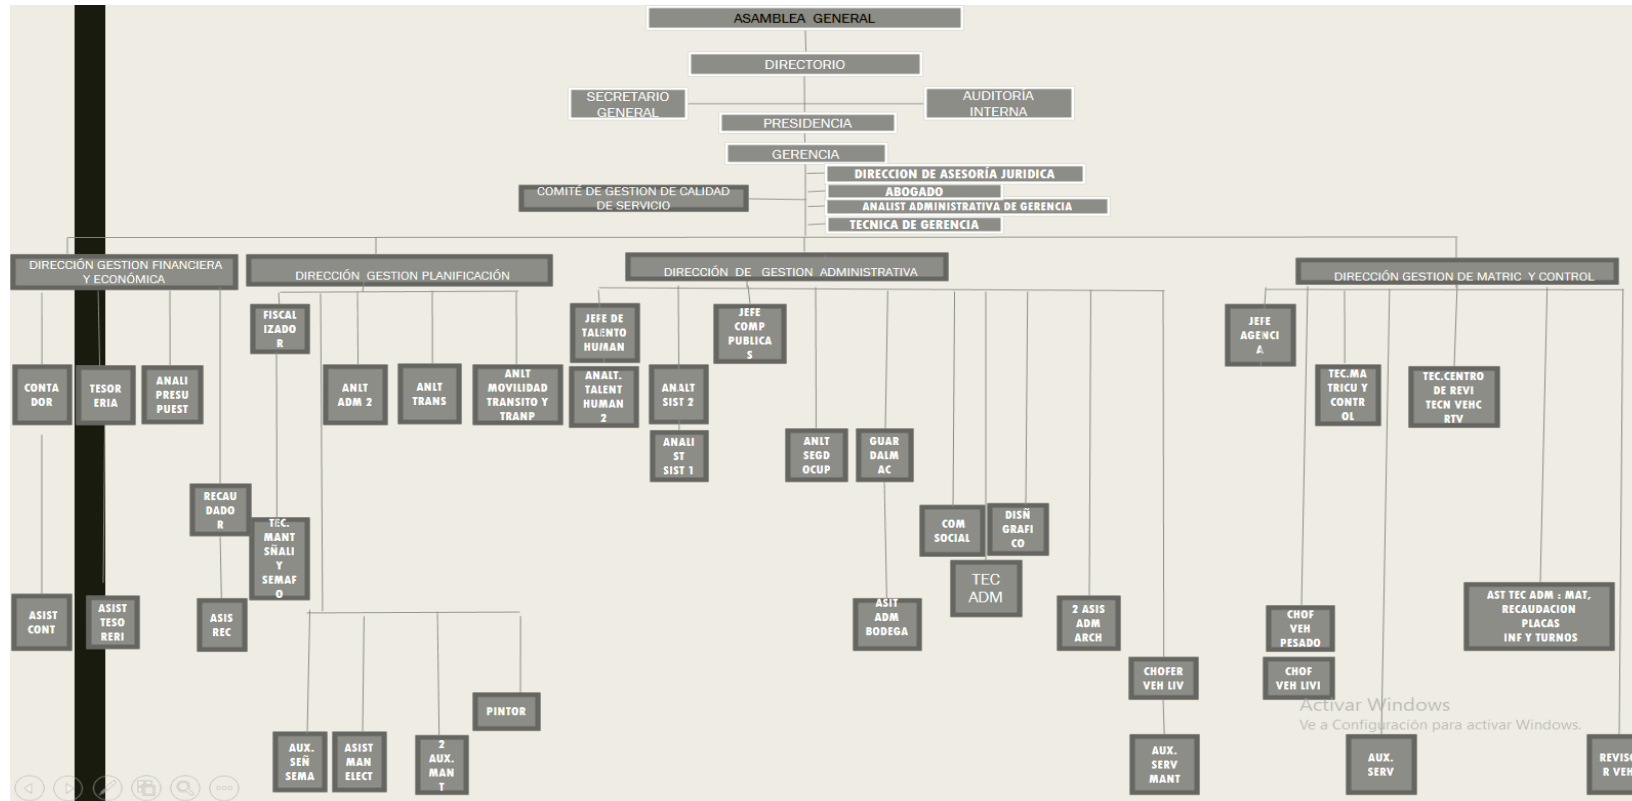 ASAMBLEA GENERAL
DIRECTORIO
SECRETARIO
GENERAL
AUDITORÍA
INTERNA
PRESIDENCIA
GERENCIA
DIRECCION DE ASESORÍA JURIDICA
ABOGADO
ANALIST ADMINISTRATIVA DE GERENCIA
TECNICA DE GERENCIA
COMITÉ DE GESTION DE CALIDAD
DE SERVICIO
DIRECCIÓN GESTION FINANCIERA
Y ECONÓMICA
DIRECCIÓN GESTION PLANIFICACIÓN
DIRECCIÓN DE GESTION ADMINISTRATIVA
DIRECCIÓN GESTION DE MATRIC Y CONTROL
FISCAL
IZADO
R
JEFE DE
TALENTO
HUMAN
JEFE
COMP
PUBLICA
S
JEFE
AGENCI
A
CONTA
DOR
TESOR
ERIA
ANALI
PRESU
PUEST
ANLT
ADM 2
ANLT
TRANS
ANLT
MOVILIDAD
TRANSITO Y
TRANP
ANALT.
TALENT
HUMAN
2
ANALT
SIST 2
TEC.MA
TRICU Y
CONTR
OL
TEC.CENTRO
DE REVI
TECN VEHC
RTV
ANALI
ST
SIST 1
ANLT
SEGD
OCUP
GUAR
DALM
AC
RECAU
DADO
R
TEC.
MANT
SÑALI
Y
SEMAF
O
COM
SOCIAL
DISÑ
GRAFI
CO
TEC
ADM
ASIST
CONT
ASIST
TESO
RERI
ASIS
REC
ASIT
ADM
BODEGA
2 ASIS
ADM
ARCH
CHOF
VEH
PESADO
AST TEC ADM : MAT,
RECAUDACION
PLACAS
INF Y TURNOS
CHOFER
VEH LIV
CHOF
VEH LIVI
PINTOR
AUX.
SEÑ
SEMA
ASIST
MAN
ELECT
2
AUX.
MAN
T
AUX.
SERV
MANT
AUX.
SERV
REVISO
R VEH
Activar Windows
Ve a Configuración para activar Windows.